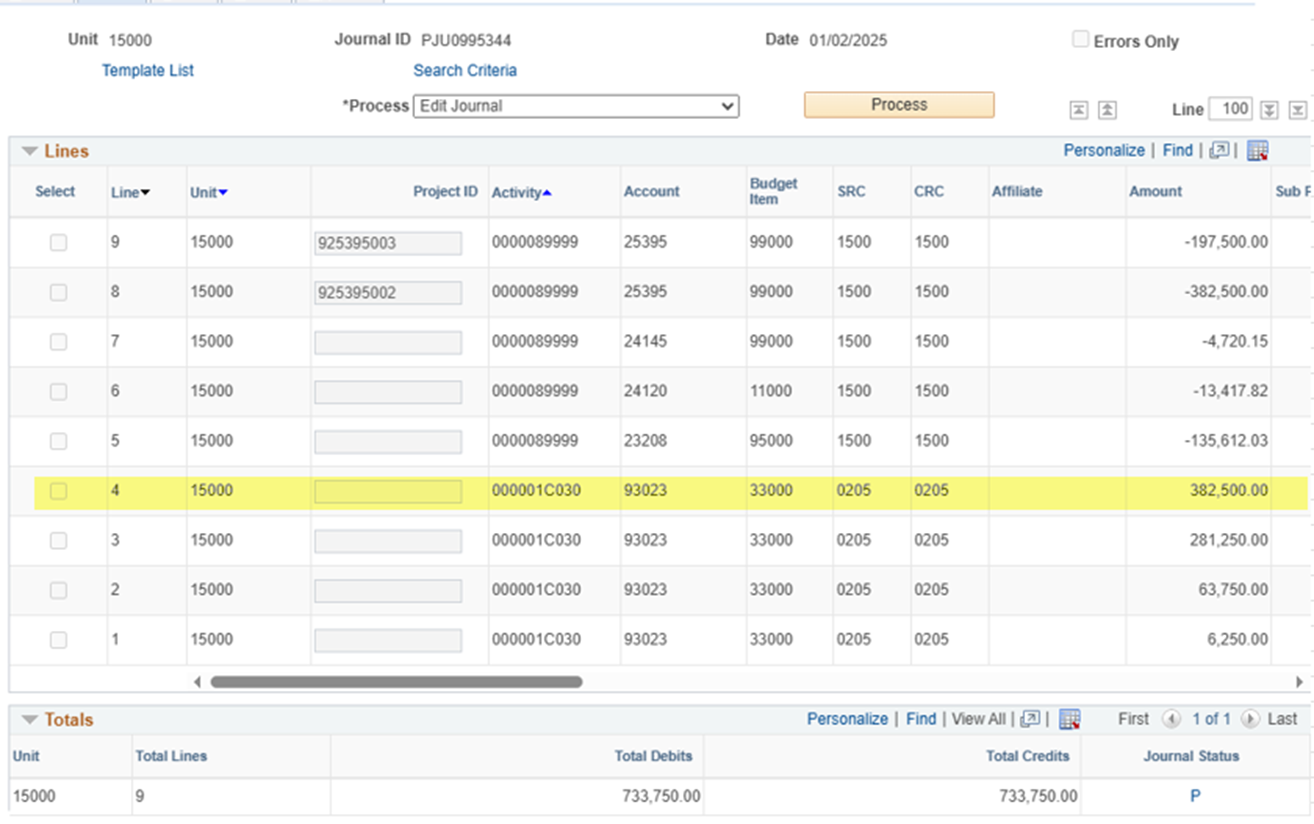 Unit 15000 Journal ID PJU0995344 Date 01/02/2025 Errors Only
Template List Search Criteria
*Process Edit Journal Process Line 100
Lines Personalize | Find | |
Select Line Unit Project ID Activity Account Budget Item SRC CRC Affiliate Amount Sub
9 15000 925395003 0000089999 25395 99000 1500 1500 -197,500.00
8 15000 925395002 0000089999 25395 99000 1500 1500 -382,500.00
7 15000 0000089999 24145 99000 1500 1500 -4,720.15
6 15000 0000089999 24120 11000 1500 1500 -13,417.82
5 15000 0000089999 23208 95000 1500 1500 -135,612.03
4 15000 000001C030 93023 33000 0205 0205 382,500.00
3 15000 000001C030 93023 33000 0205 0205 281,250.00
2 15000 000001C030 93023 33000 0205 0205 63,750.00
1 15000 000001C030 93023 33000 0205 0205 6,250.00
Totals Personalize | Find | View All | | First 1 of 1 Last
Unit Total Lines Total Debits Total Credits Journal Status
15000 9 733,750.00 733,750.00 P